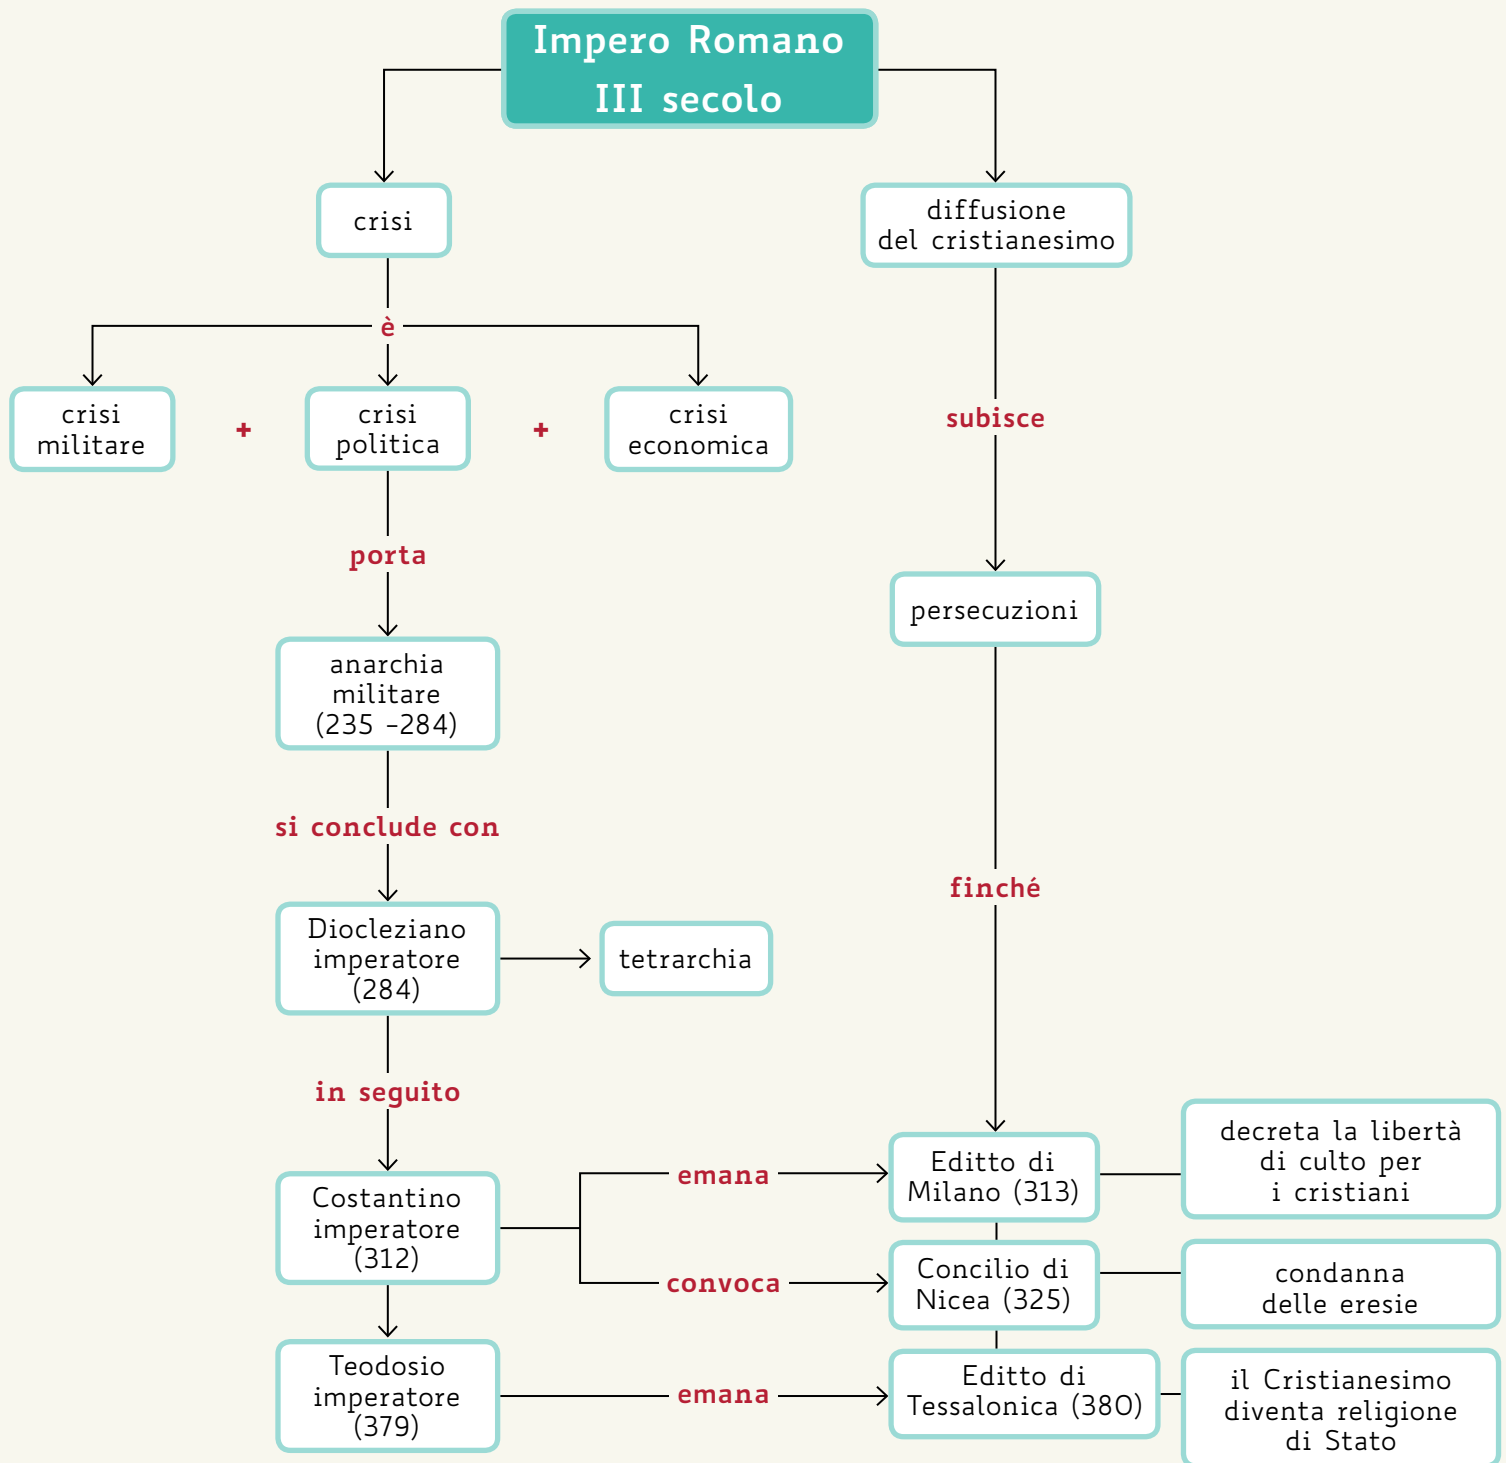 Impero Romano
III secolo
crisi
diffusione
del cristianesimo
è
crisi
militare
+
crisi
politica
+
crisi
economica
subisce
porta
persecuzioni
anarchia
militare
(235 –284)
si conclude con
finché
Diocleziano
imperatore
(284)
tetrarchia
in seguito
Costantino
imperatore
(312)
emana
Editto di
Milano (313)
decreta la libertà
di culto per
i cristiani
convoca
Concilio di
Nicea (325)
condanna
delle eresie
Teodosio
imperatore
(379)
emana
Editto di
Tessalonica (380)
il Cristianesimo
diventa religione
di Stato